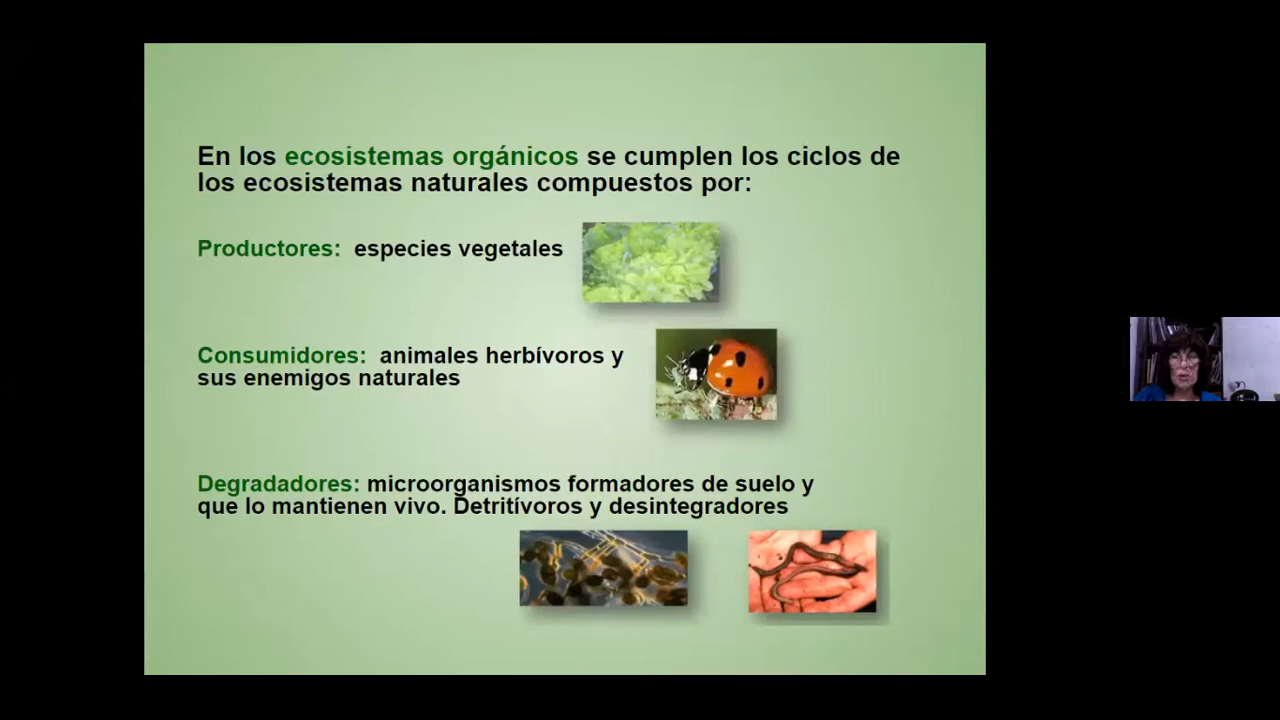 En los ecosistemas orgánicos se cumplen los ciclos de
los ecosistemas naturales compuestos por:
Productores: especies vegetales
Consumidores: animales herbívoros y
sus enemigos naturales
Degradadores: microorganismos formadores de suelo y
que lo mantienen vivo. Detritívoros y desintegradores